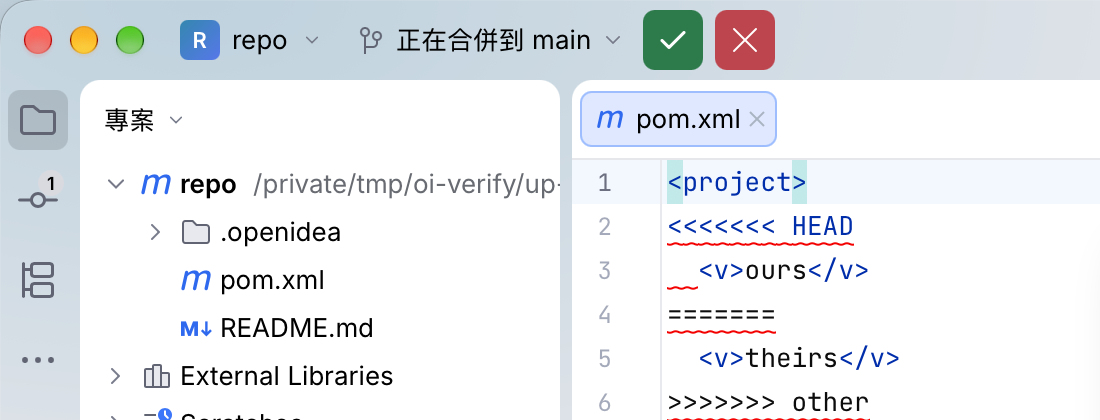 R repo 正在合併到 main
專案
m pom.xml
1
m repo /private/tmp/oi-verify/up-
.openidea
m pom.xml
M↓ README.md
External Libraries
Scratches
1 <project>
2 <<<<<<< HEAD
3   <v>ours</v>
4 =======
5   <v>theirs</v>
6 >>>>>>> other